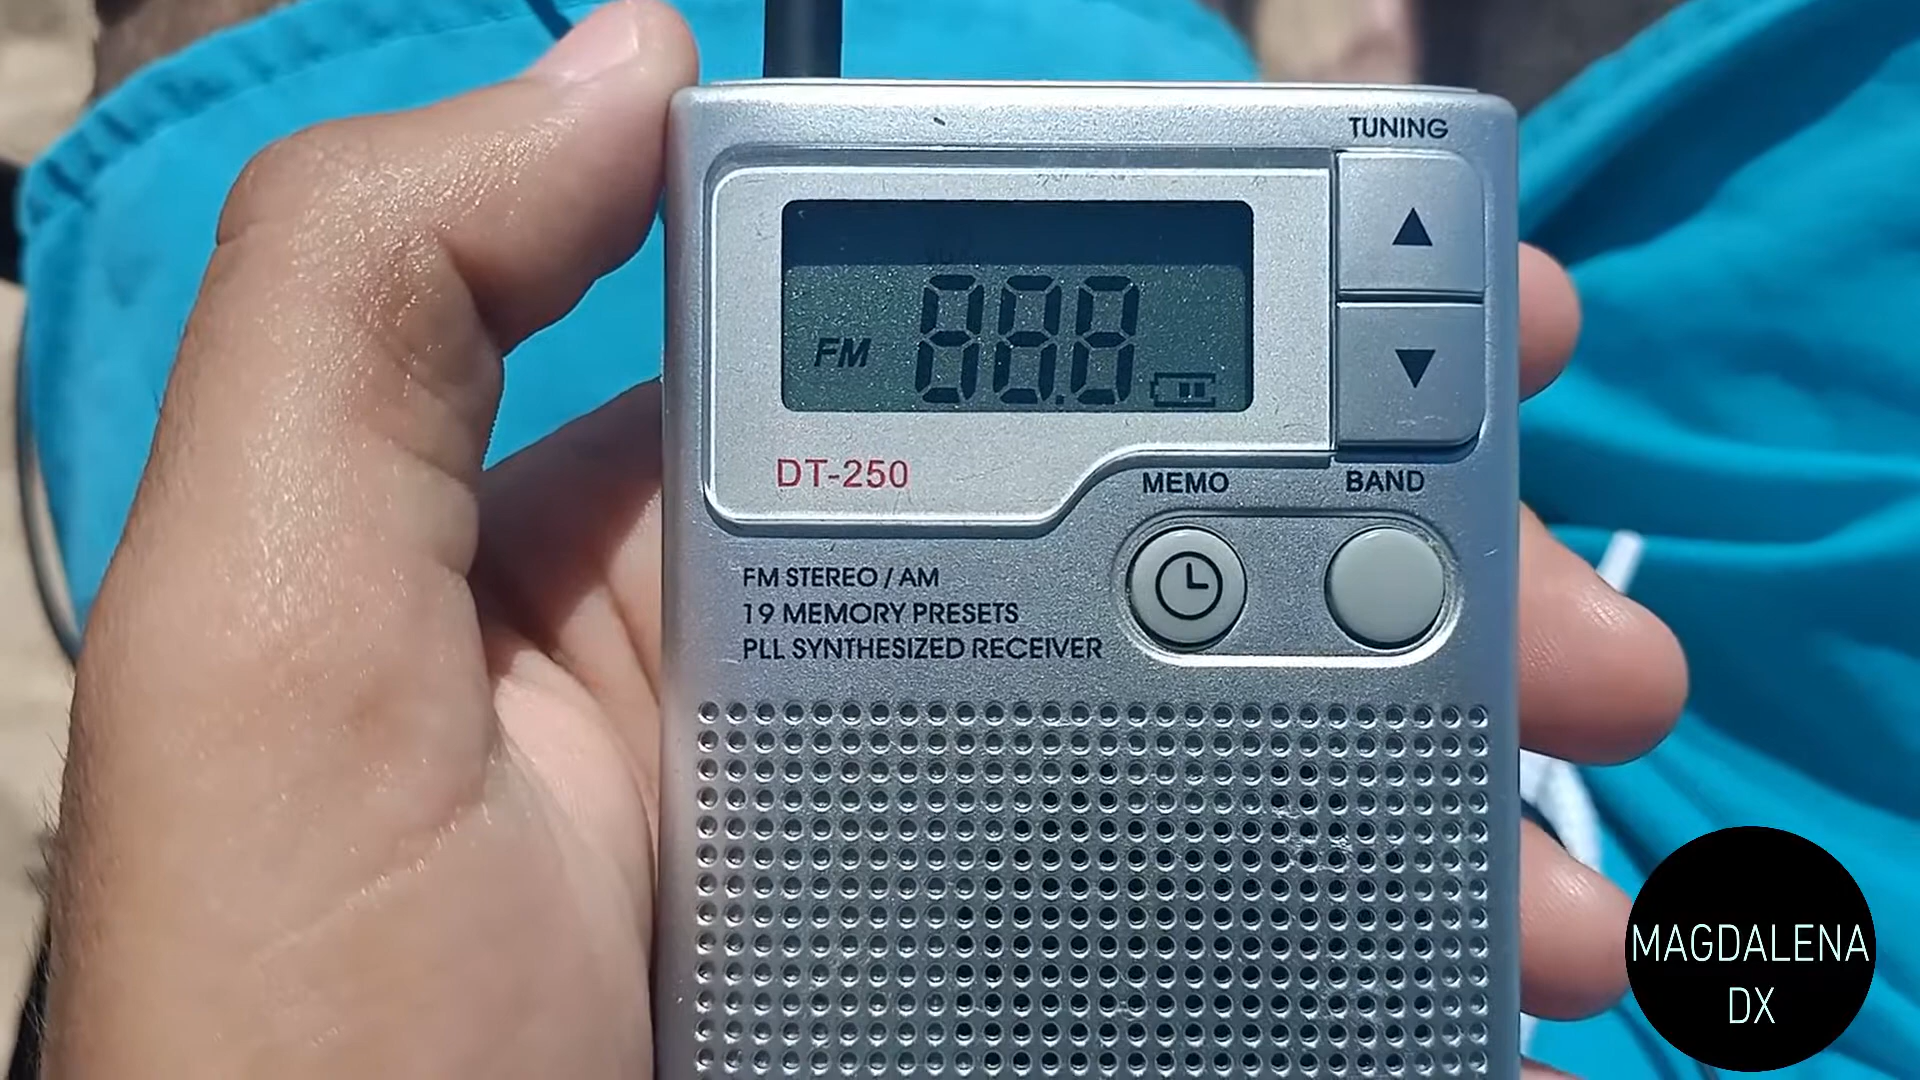 TUNING
FM 88.8
DT-250
MEMO
BAND
FM STEREO / AM
19 MEMORY PRESETS
PLL SYNTHESIZED RECEIVER
MAGDALENA
DX